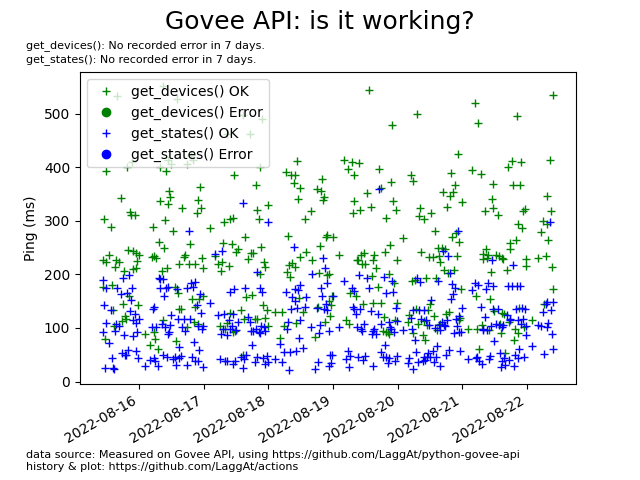 Govee API: is it working?
get_devices(): No recorded error in 7 days.
get_states(): No recorded error in 7 days.
get_devices() OK
get_devices() Error
get_states() OK
get_states() Error
Ping (ms)
500
400
300
200
100
0
2022-08-16
2022-08-17
2022-08-18
2022-08-19
2022-08-20
2022-08-21
2022-08-22
data source: Measured on Govee API, using https://github.com/LaggAt/python-govee-api
history & plot: https://github.com/LaggAt/actions